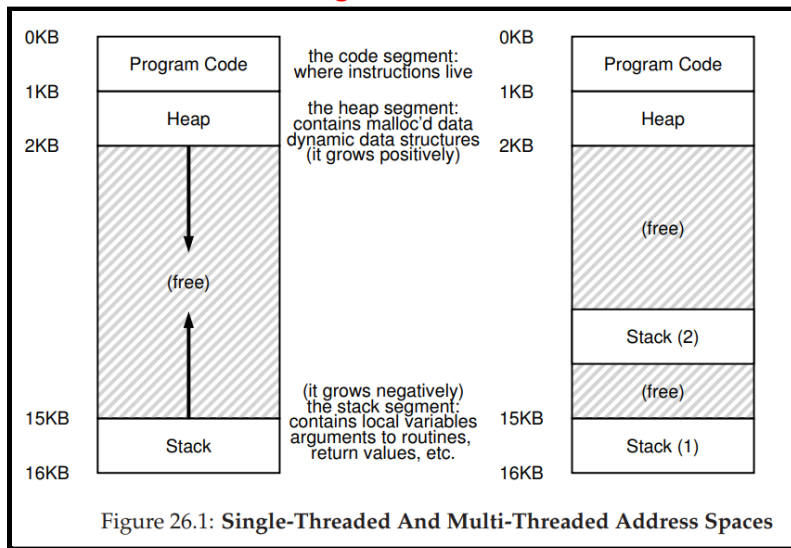 0KB
Program Code
1KB
Heap
2KB
(free)
15KB
Stack
16KB
the code segment:
where instructions live
the heap segment:
contains malloc'd data
dynamic data structures
(it grows positively)
(it grows negatively)
the stack segment:
contains local variables
arguments to routines,
return values, etc.
0KB
Program Code
1KB
Heap
2KB
(free)
Stack (2)
(free)
15KB
Stack (1)
16KB
Figure 26.1: Single-Threaded And Multi-Threaded Address Spaces